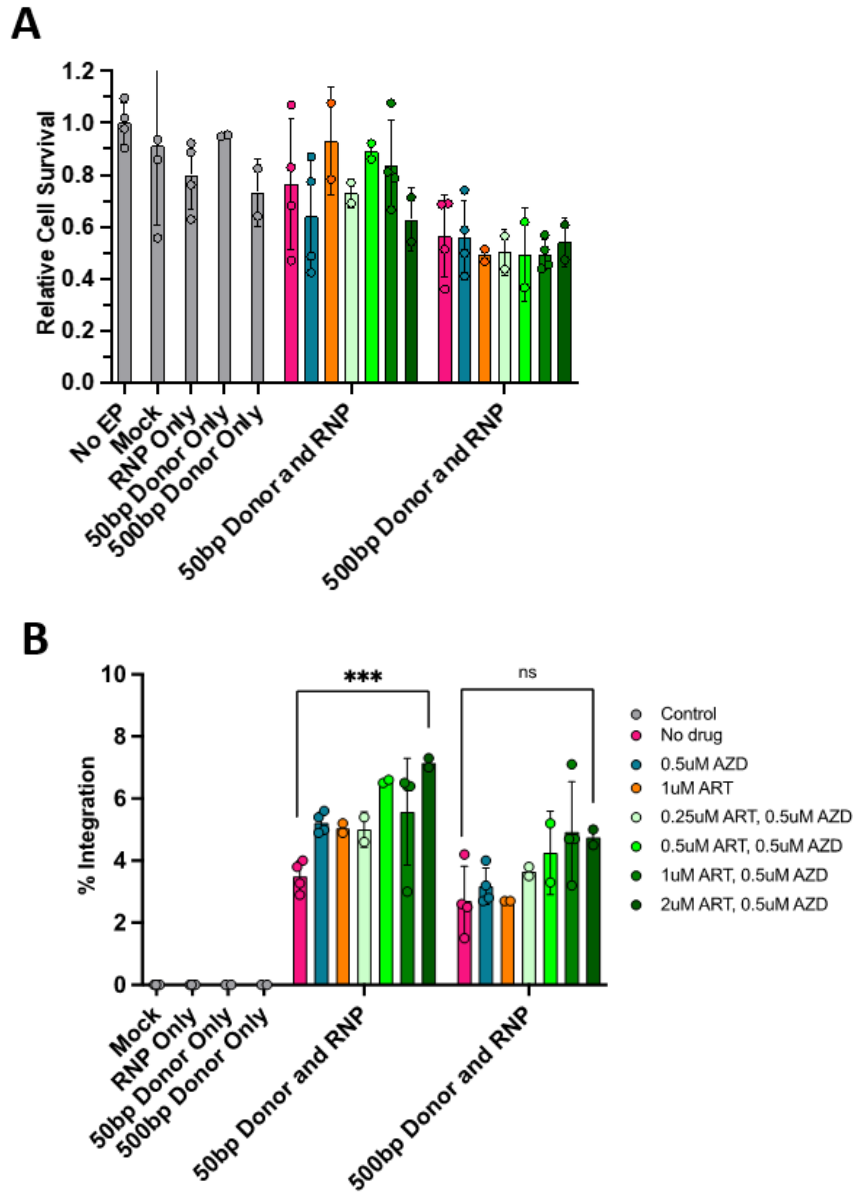 A
1.2
1.0
0.8
0.6
0.4
0.2
0.0
Relative Cell Survival
No EP
Mock
RNP Only
50bp Donor Only
500bp Donor Only
50bp Donor and RNP
500bp Donor and RNP
B
10
8
6
4
2
0
% Integration
***
ns
Mock
RNP Only
50bp Donor Only
500bp Donor Only
50bp Donor and RNP
500bp Donor and RNP
Control
No drug
0.5uM AZD
1uM ART
0.25uM ART, 0.5uM AZD
0.5uM ART, 0.5uM AZD
1uM ART, 0.5uM AZD
2uM ART, 0.5uM AZD